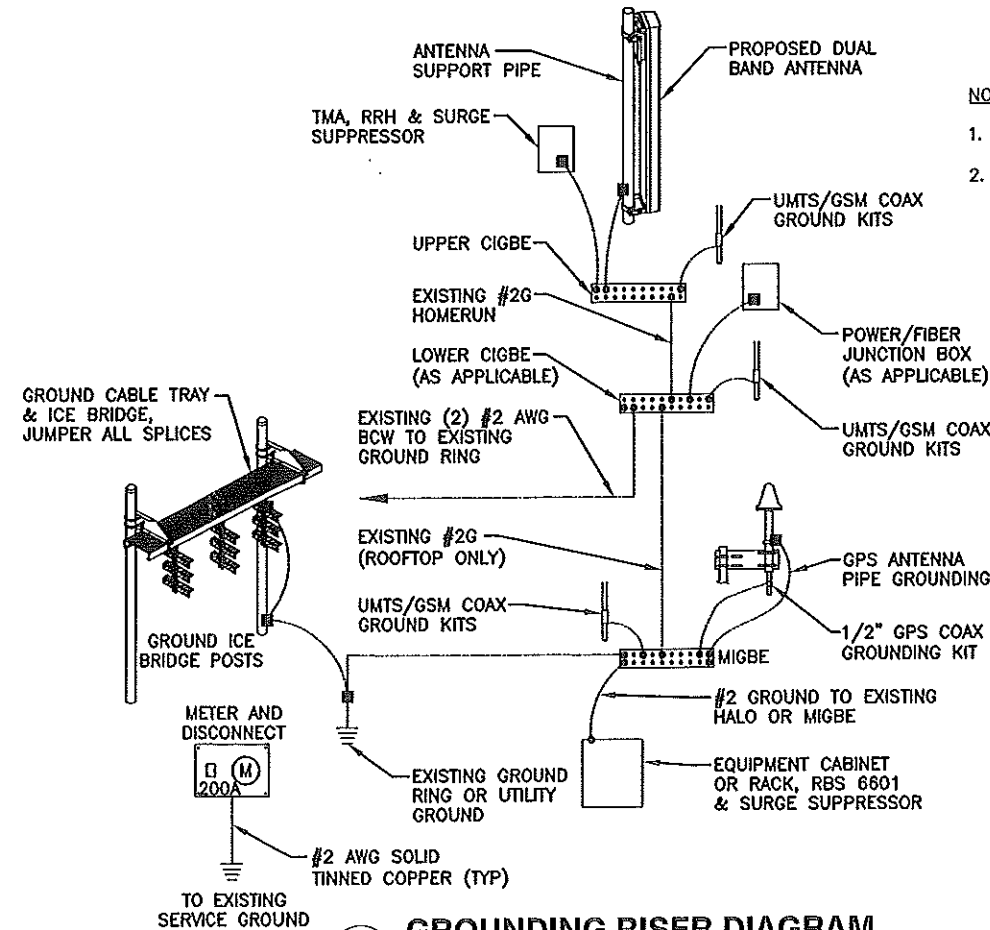 ANTENNA
SUPPORT PIPE
PROPOSED DUAL
BAND ANTENNA
TMA, RRH & SURGE
SUPPRESSOR
1.
2.
UMTS/GSM COAX
GROUND KITS
UPPER CIGBE
EXISTING #2G
HOMERUN
POWER/FIBER
JUNCTION BOX
(AS APPLICABLE)
LOWER CIGBE
(AS APPLICABLE)
GROUND CABLE TRAY
& ICE BRIDGE,
JUMPER ALL SPLICES
EXISTING (2) #2 AWG
BCW TO EXISTING
GROUND RING
UMTS/GSM COAX
GROUND KITS
EXISTING #2G
(ROOFTOP ONLY)
GPS ANTENNA
PIPE GROUNDING
UMTS/GSM COAX
GROUND KITS
1/2" GPS COAX
GROUNDING KIT
GROUND ICE
BRIDGE POSTS
MIGBE
#2 GROUND TO EXISTING
HALO OR MIGBE
METER AND
DISCONNECT
M
200A
EXISTING GROUND
RING OR UTILITY
GROUND
EQUIPMENT CABINET
OR RACK, RBS 6601
& SURGE SUPPRESSOR
#2 AWG SOLID
TINNED COPPER (TYP)
TO EXISTING
SERVICE GROUND
GROUNDING RISER DIAGRAM